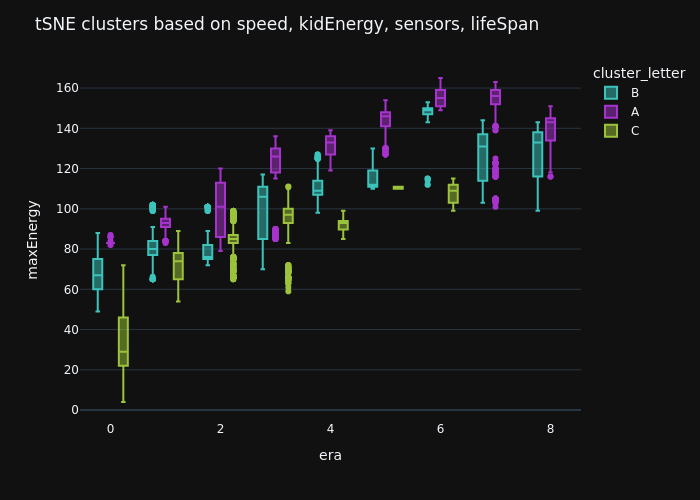 tSNE clusters based on speed, kidEnergy, sensors, lifeSpan
cluster_letter
B
A
C
160
140
120
100
80
60
40
20
0
maxEnergy
0 2 4 6 8
era